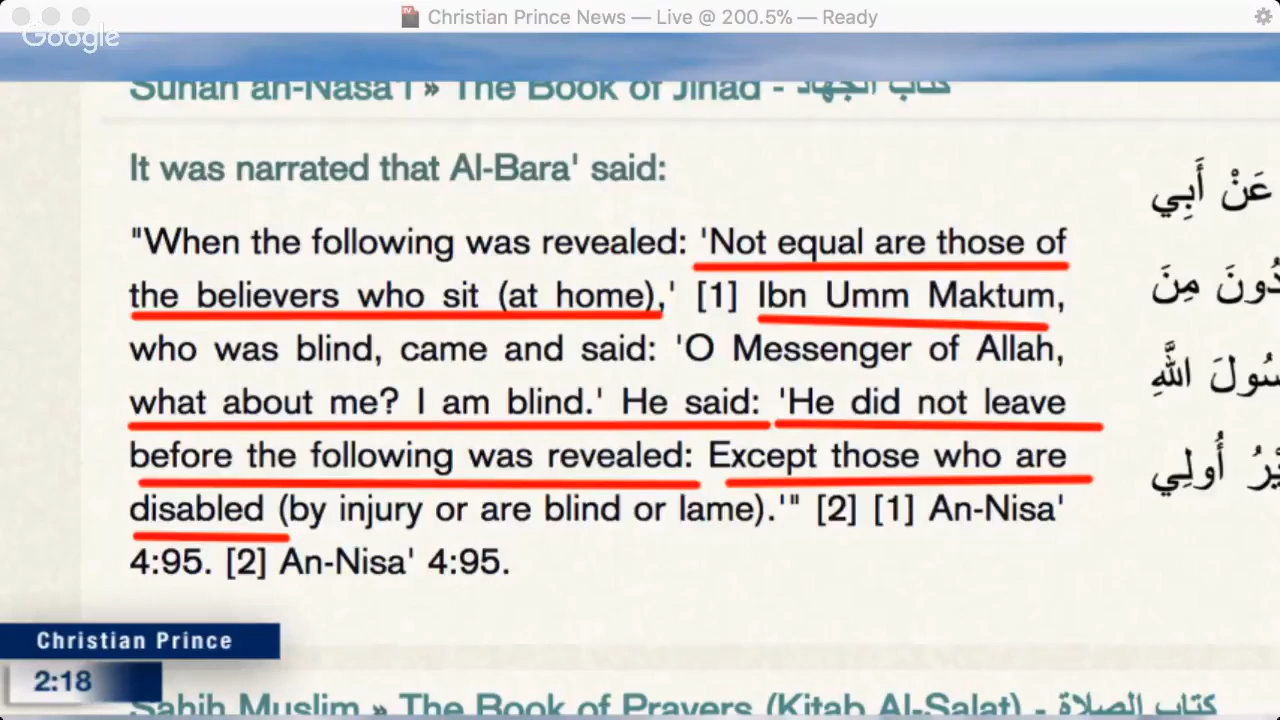 Christian Prince News — Live @ 200.5% — Ready
Google
Sunan an-Nasa'i » The Book of Jihad - كتاب الجهاد
It was narrated that Al-Bara' said:
"When the following was revealed: 'Not equal are those of
the believers who sit (at home),' [1] Ibn Umm Maktum,
who was blind, came and said: 'O Messenger of Allah,
what about me? I am blind.' He said: 'He did not leave
before the following was revealed: Except those who are
disabled (by injury or are blind or lame).'" [2] [1] An-Nisa'
4:95. [2] An-Nisa' 4:95.
عَنْ أَبِي
مِنَ
اللَّهِ
أُولِي
Christian Prince
2:18
Sahih Muslim » The Book of Prayers (Kitab Al-Salat) - كتاب الصلاة